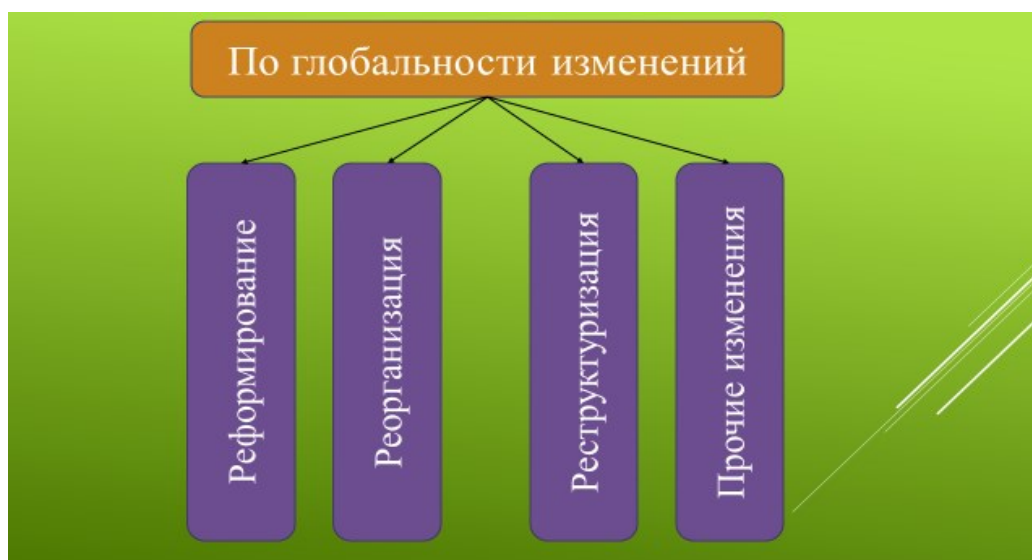 По глобальности изменений
Реформирование
Реорганизация
Реструктуризация
Прочие изменения